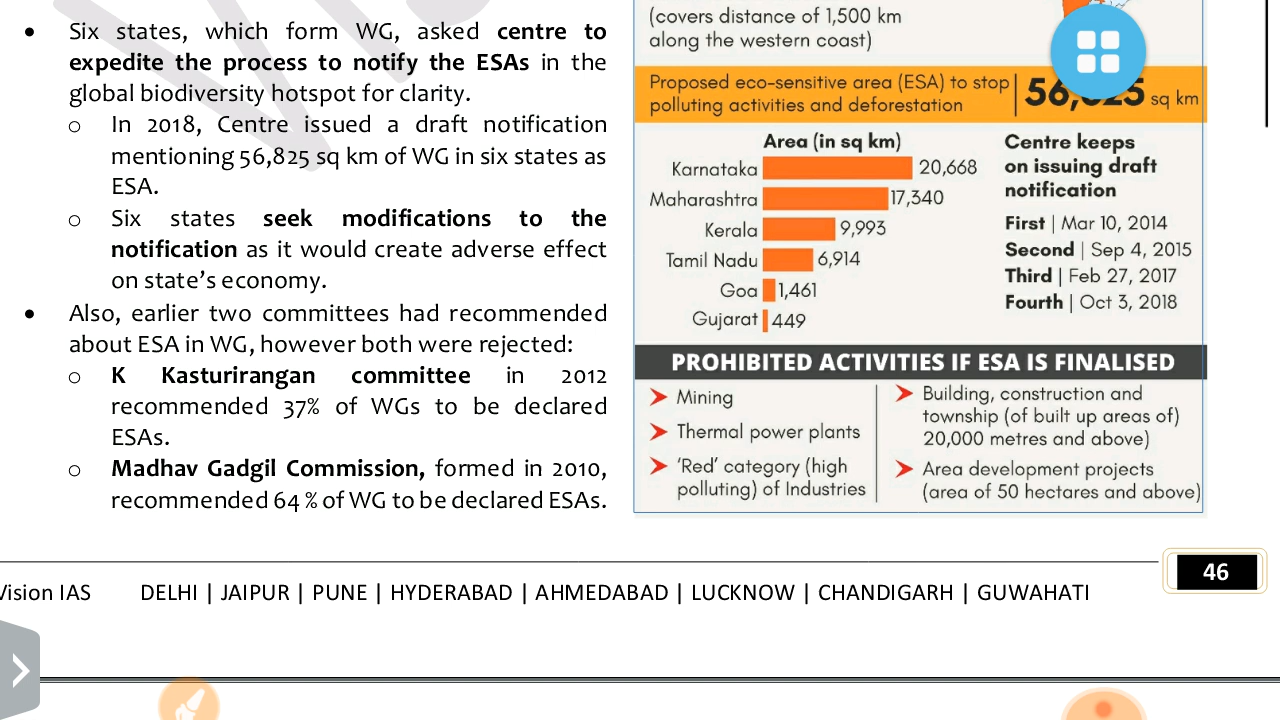 • Six states, which form WG, asked centre to
expedite the process to notify the ESAs in the
global biodiversity hotspot for clarity.
o In 2018, Centre issued a draft notification
mentioning 56,825 sq km of WG in six states as
ESA.
o Six states seek modifications to the
notification as it would create adverse effect
on state's economy.
• Also, earlier two committees had recommended
about ESA in WG, however both were rejected:
o K Kasturirangan committee in 2012
recommended 37% of WGs to be declared
ESAs.
o Madhav Gadgil Commission, formed in 2010,
recommended 64 % of WG to be declared ESAs.
(covers distance of 1,500 km
along the western coast)
Proposed eco-sensitive area (ESA) to stop
polluting activities and deforestation
56,825 sq km
Area (in sq km)
Karnataka 20,668
Maharashtra 17,340
Kerala 9,993
Tamil Nadu 6,914
Goa 1,461
Gujarat 449
Centre keeps
on issuing draft
notification
First | Mar 10, 2014
Second | Sep 4, 2015
Third | Feb 27, 2017
Fourth | Oct 3, 2018
PROHIBITED ACTIVITIES IF ESA IS FINALISED
Mining
Thermal power plants
'Red' category (high
polluting) of Industries
Building, construction and
township (of built up areas of)
20,000 metres and above)
Area development projects
(area of 50 hectares and above)
46
Vision IAS DELHI | JAIPUR | PUNE | HYDERABAD | AHMEDABAD | LUCKNOW | CHANDIGARH | GUWAHATI